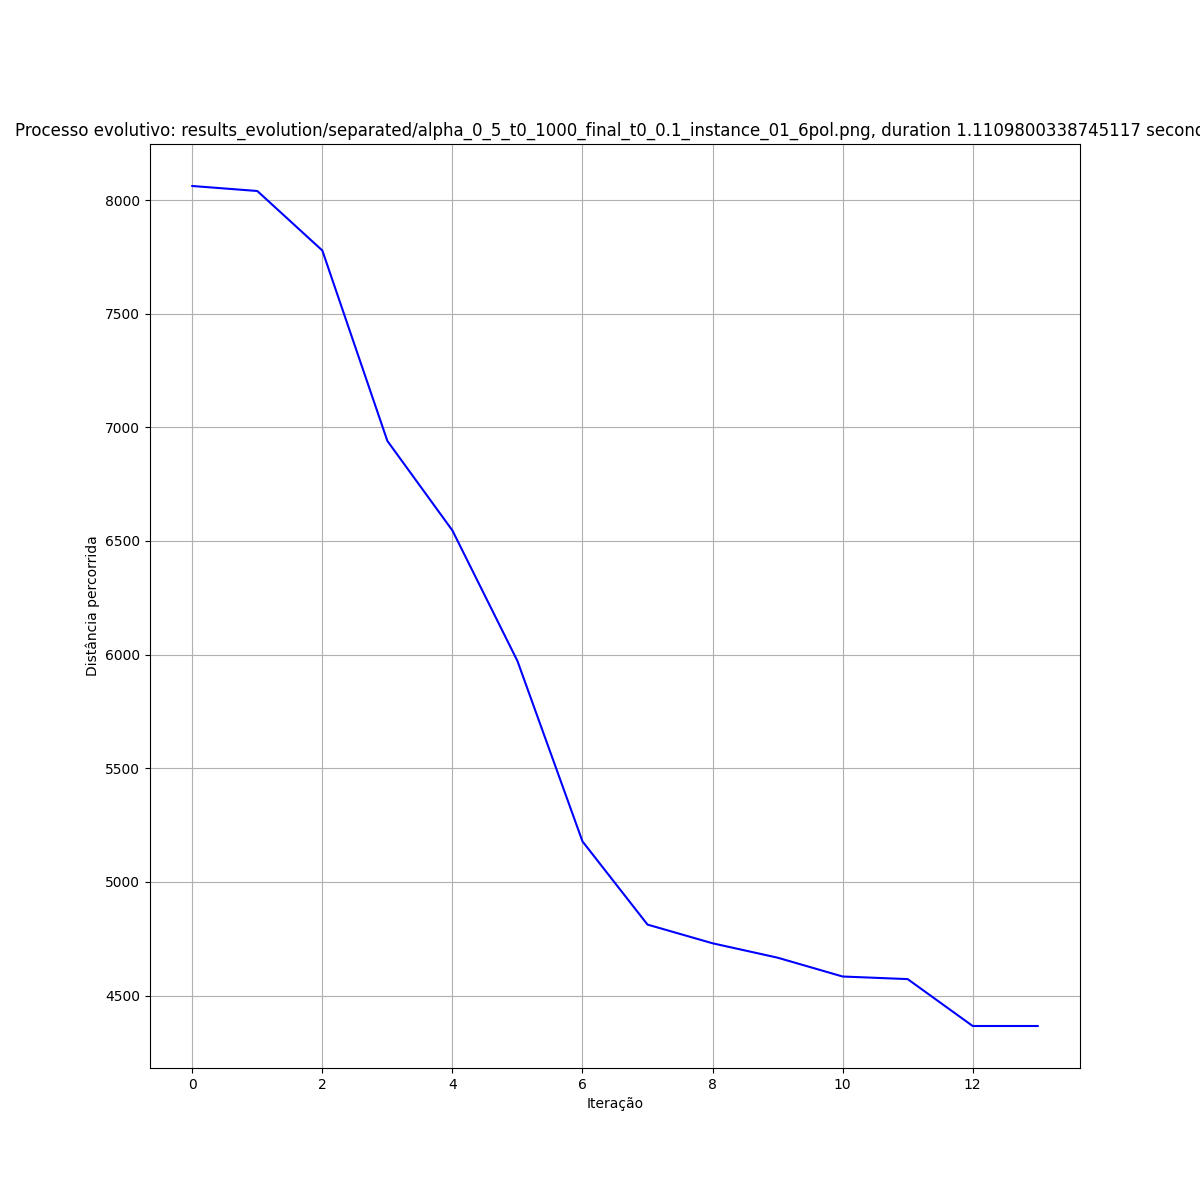 Processo evolutivo: results_evolution/separated/alpha_0_5_t0_1000_final_t0_0.1_instance_01_6pol.png, duration 1.1109800338745117 secon
8000
7500
7000
6500
6000
5500
5000
4500
Distância percorrida
0 2 4 6 8 10 12
Iteração